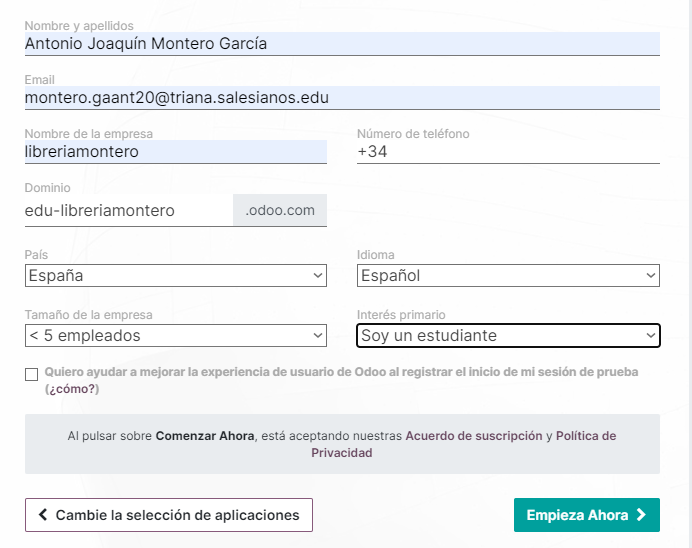 Nombre y apellidos
Antonio Joaquín Montero García
Email
montero.gaant20@triana.salesianos.edu
Nombre de la empresa
libreriamontero
Número de teléfono
+34
Dominio
edu-libreriamontero .odoo.com
País
España
Idioma
Español
Tamaño de la empresa
< 5 empleados
Interés primario
Soy un estudiante
Quiero ayudar a mejorar la experiencia de usuario de Odoo al registrar el inicio de mi sesión de prueba
(¿cómo?)
Al pulsar sobre Comenzar Ahora, está aceptando nuestras Acuerdo de suscripción y Política de
Privacidad
Cambie la selección de aplicaciones
Empieza Ahora